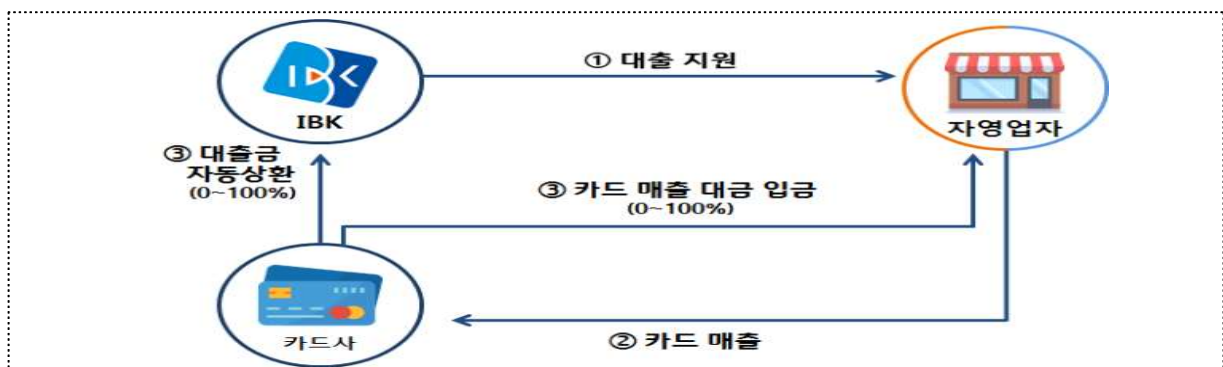 ① 대출 지원
IBK
IBK
자영업자
③ 대출금
자동상환
(0~100%)
③ 카드 매출 대금 입금
(0~100%)
카드사
② 카드 매출